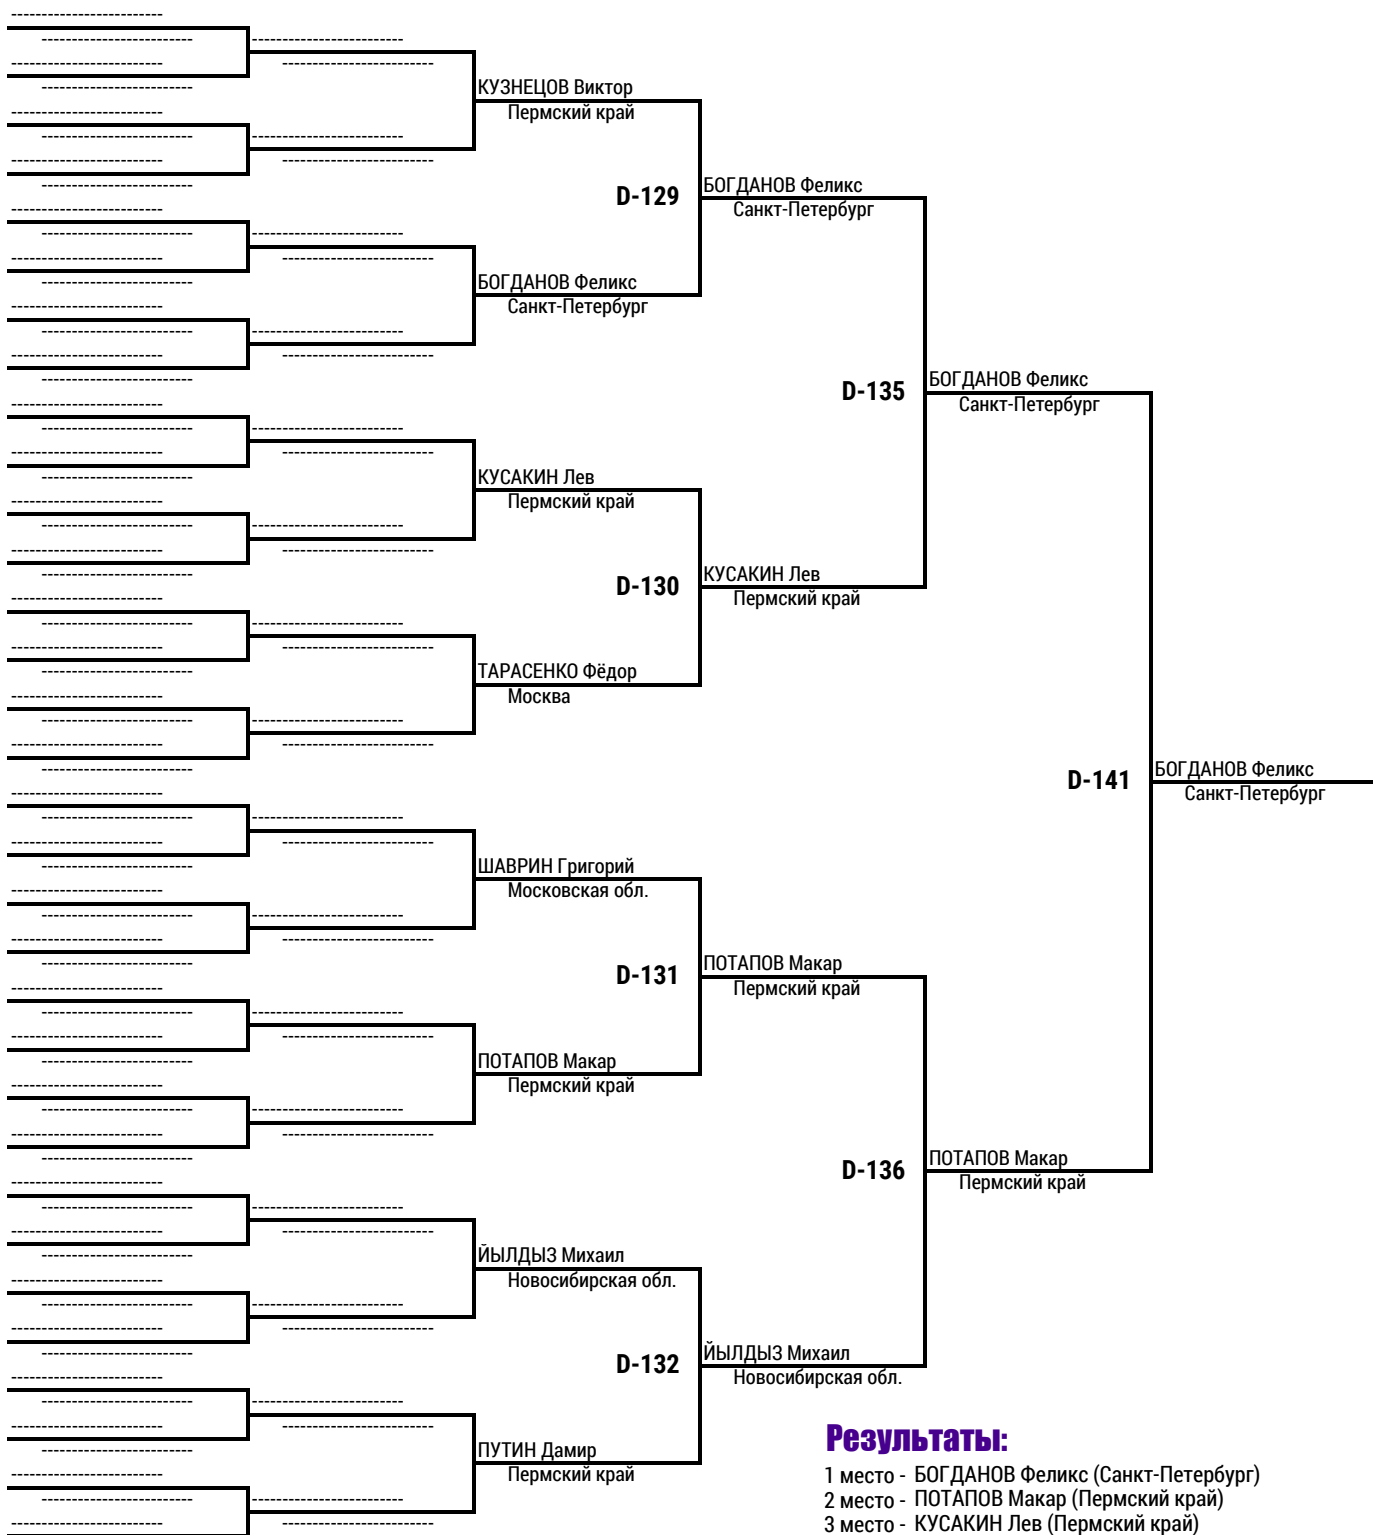 КУЗНЕЦОВ Виктор
Пермский край
D-129
БОГДАНОВ Феликс
Санкт-Петербург
БОГДАНОВ Феликс
Санкт-Петербург
D-135
БОГДАНОВ Феликс
Санкт-Петербург
КУСАКИН Лев
Пермский край
D-130
КУСАКИН Лев
Пермский край
ТАРАСЕНКО Фёдор
Москва
D-141
БОГДАНОВ Феликс
Санкт-Петербург
ШАВРИН Григорий
Московская обл.
D-131
ПОТАПОВ Макар
Пермский край
ПОТАПОВ Макар
Пермский край
D-136
ПОТАПОВ Макар
Пермский край
ЙЫЛДЫЗ Михаил
Новосибирская обл.
D-132
ЙЫЛДЫЗ Михаил
Новосибирская обл.
ПУТИН Дамир
Пермский край
Результаты:
1 место - БОГДАНОВ Феликс (Санкт-Петербург)
2 место - ПОТАПОВ Макар (Пермский край)
3 место - КУСАКИН Лев (Пермский край)